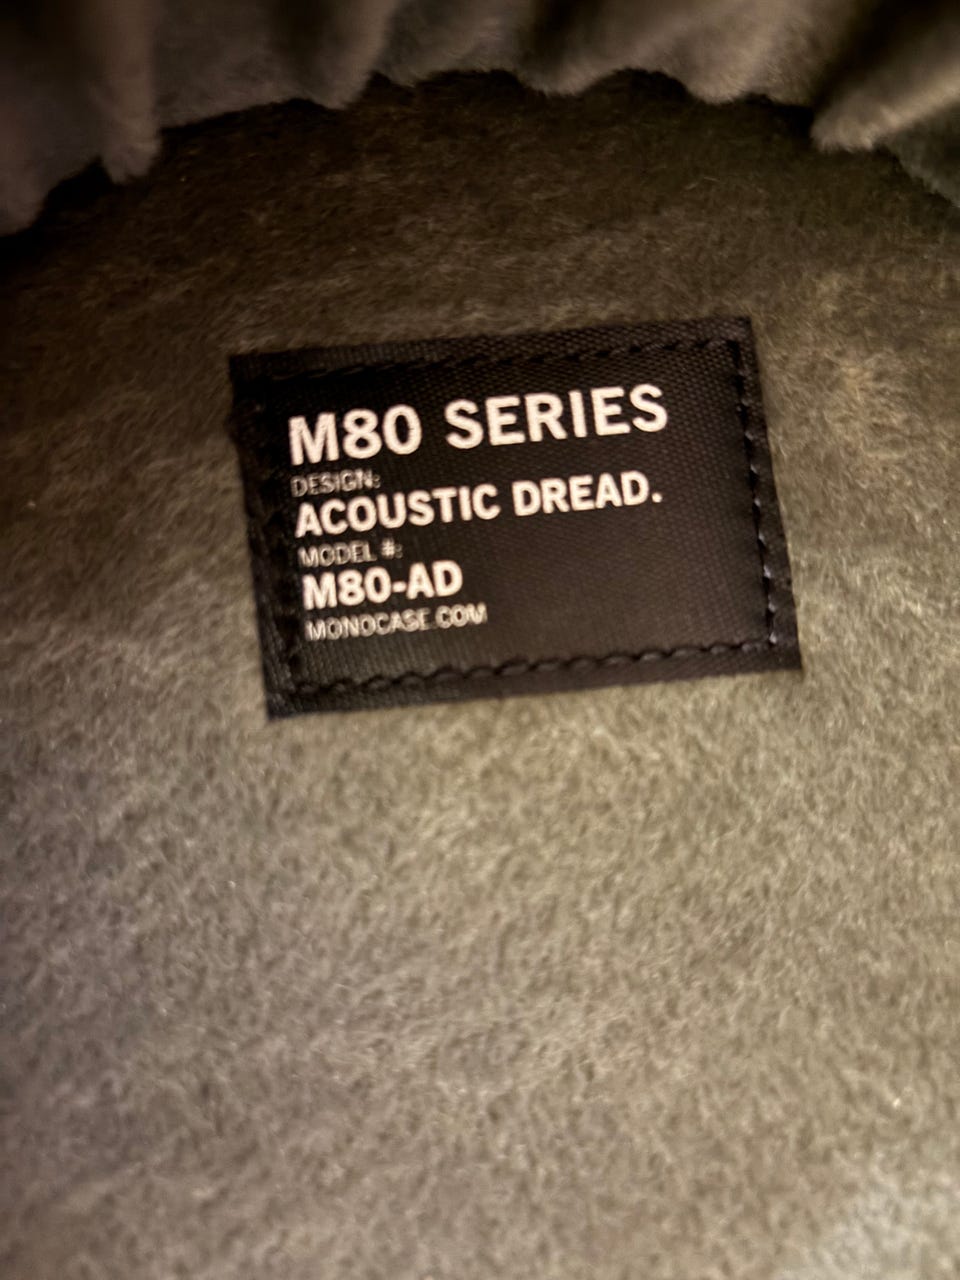 M80 SERIES
DESIGN:
ACOUSTIC DREAD.
MODEL #:
M80-AD
MONOCASE.COM